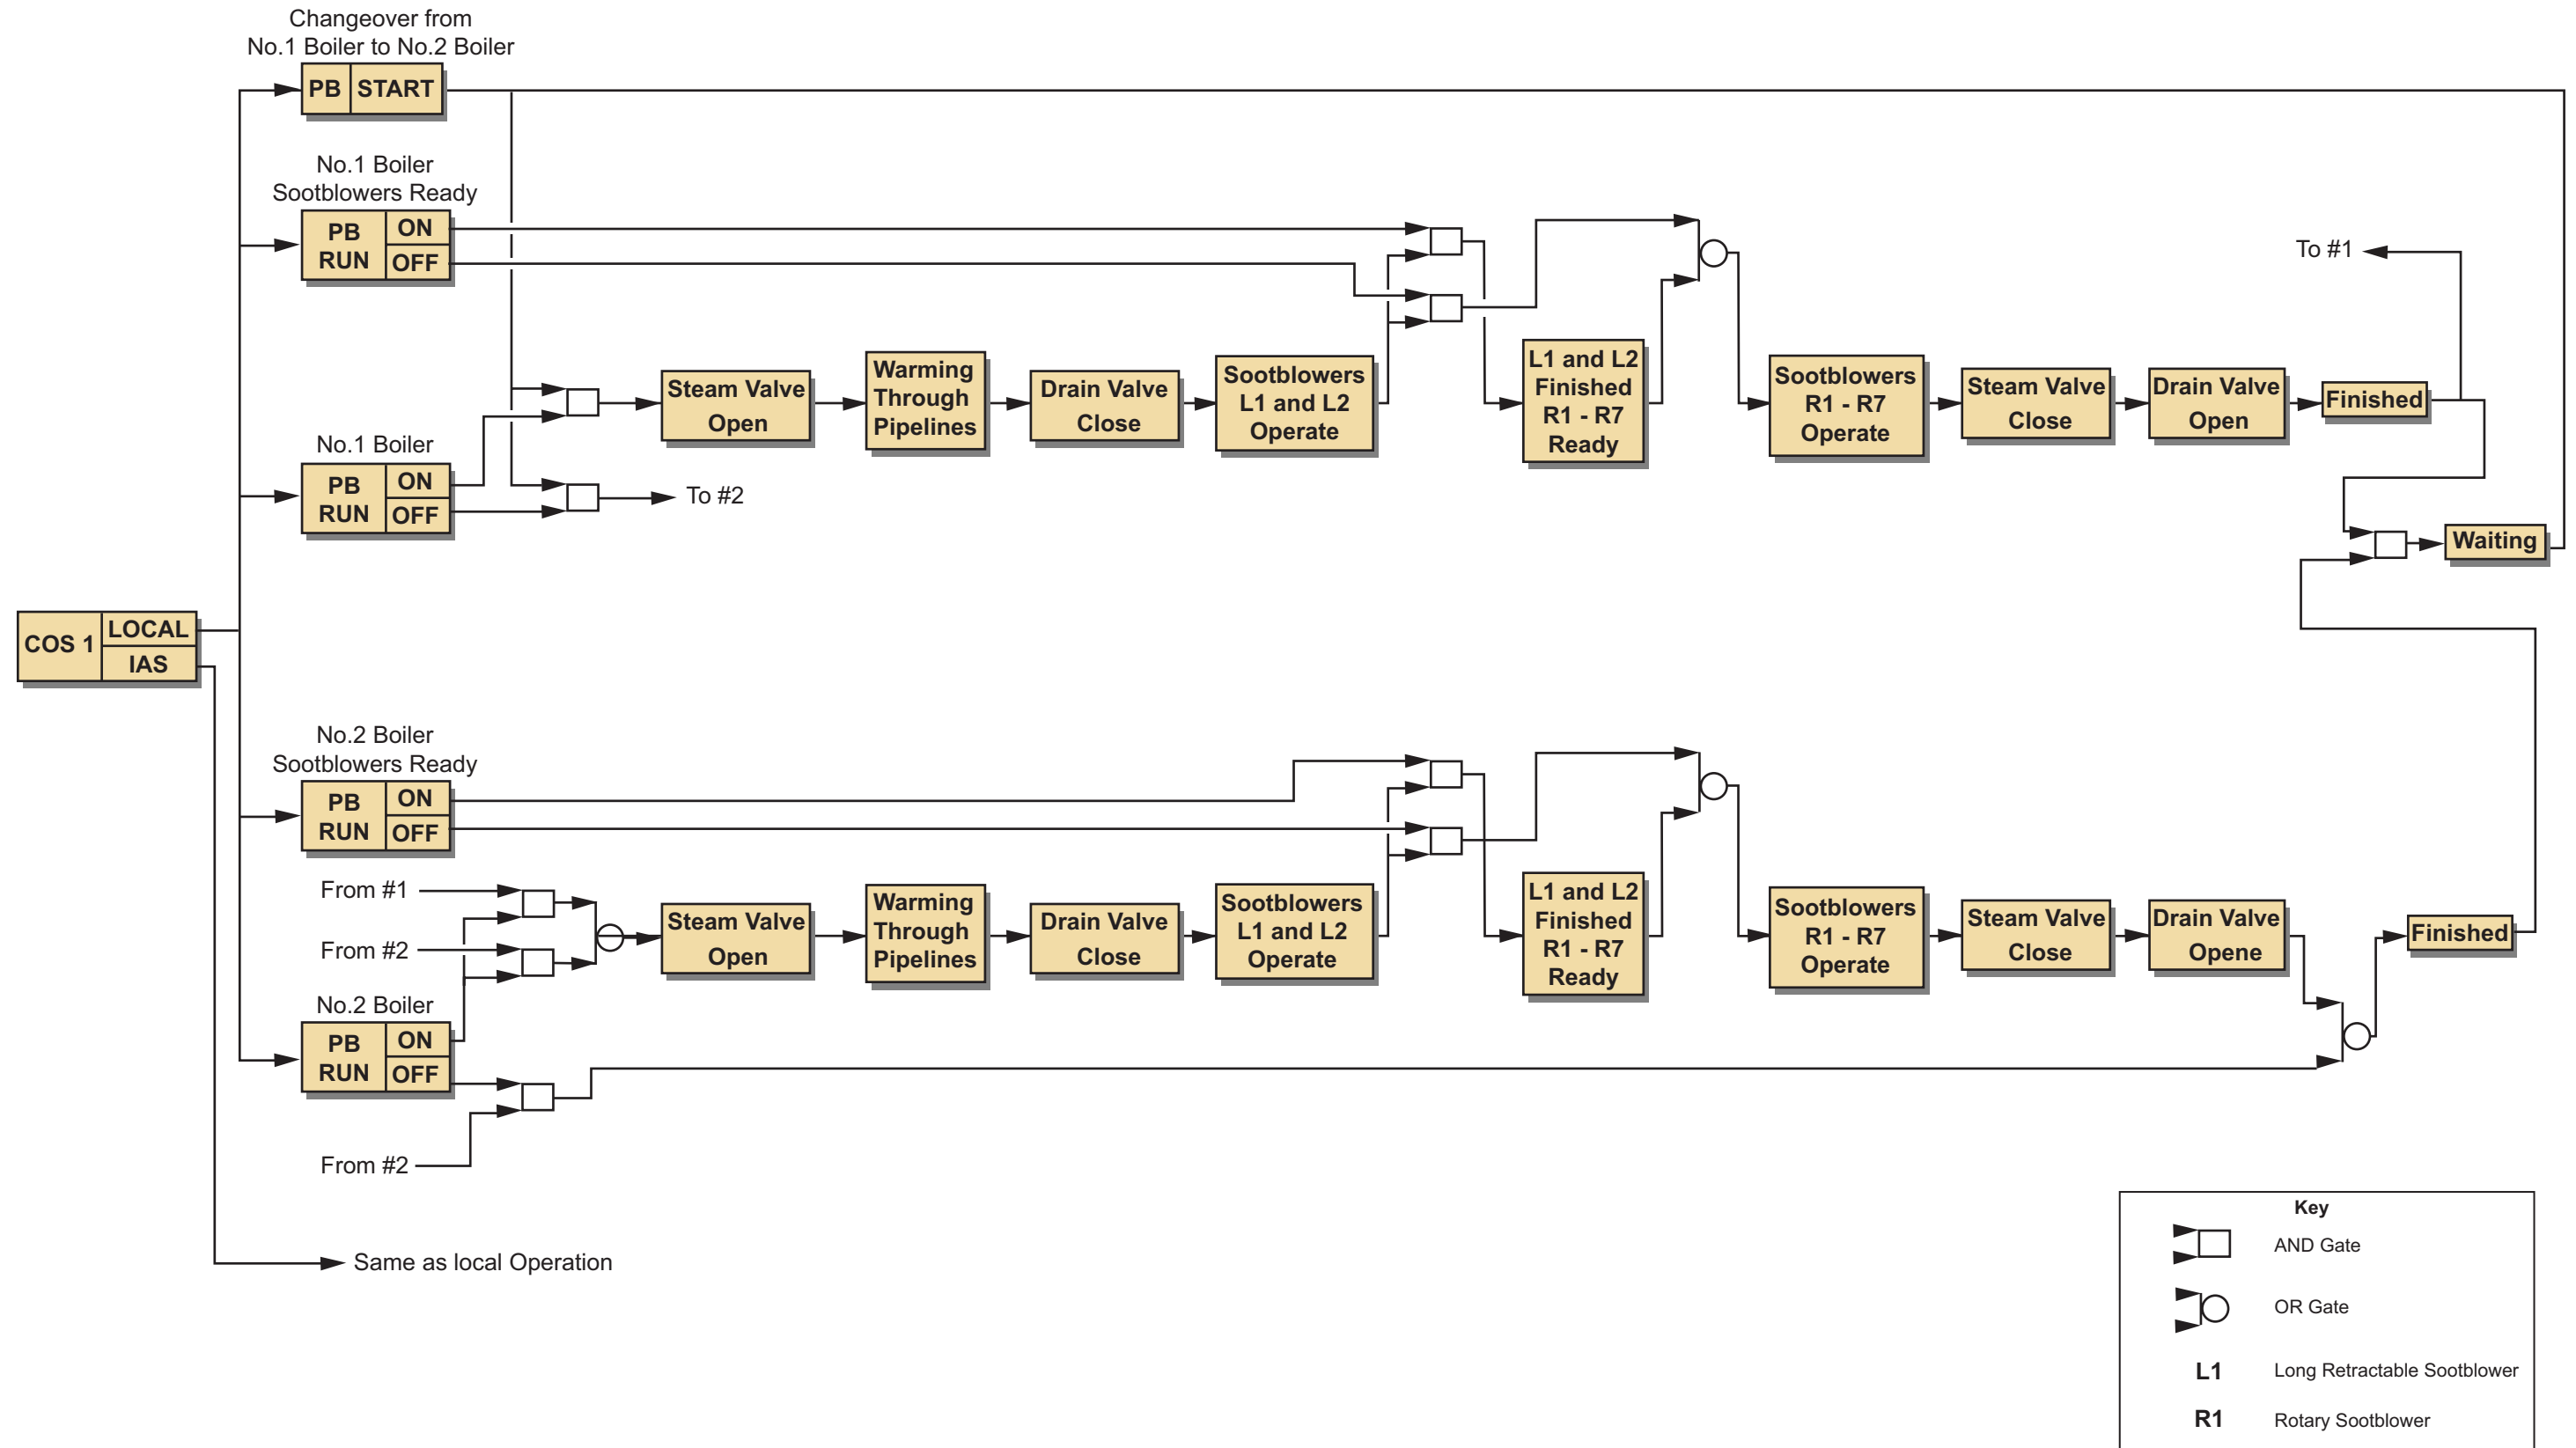 Changeover from
No.1 Boiler to No.2 Boiler
PB START
No.1 Boiler
Sootblowers Ready
PB
RUN
ON
OFF
To #1
Steam Valve
Open
Warming
Through
Pipelines
Drain Valve
Close
Sootblowers
L1 and L2
Operate
L1 and L2
Finished
R1 - R7
Ready
Sootblowers
R1 - R7
Operate
Steam Valve
Close
Drain Valve
Open
Finished
No.1 Boiler
PB
RUN
ON
OFF
To #2
Waiting
COS 1
LOCAL
IAS
No.2 Boiler
Sootblowers Ready
PB
RUN
ON
OFF
From #1
From #2
Steam Valve
Open
Warming
Through
Pipelines
Drain Valve
Close
Sootblowers
L1 and L2
Operate
L1 and L2
Finished
R1 - R7
Ready
Sootblowers
R1 - R7
Operate
Steam Valve
Close
Drain Valve
Opene
Finished
No.2 Boiler
PB
RUN
ON
OFF
From #2
Same as local Operation
Key
AND Gate
OR Gate
L1 Long Retractable Sootblower
R1 Rotary Sootblower